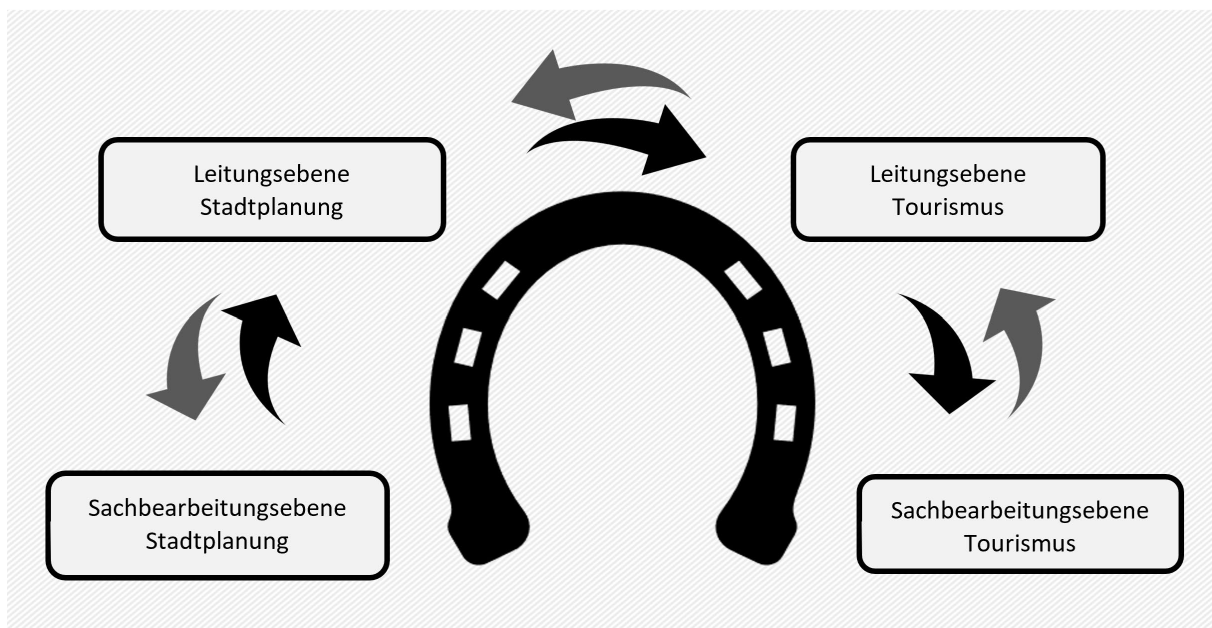 Leitungsebene
Stadtplanung
Leitungsebene
Tourismus
Sachbearbeitungsebene
Stadtplanung
Sachbearbeitungsebene
Tourismus